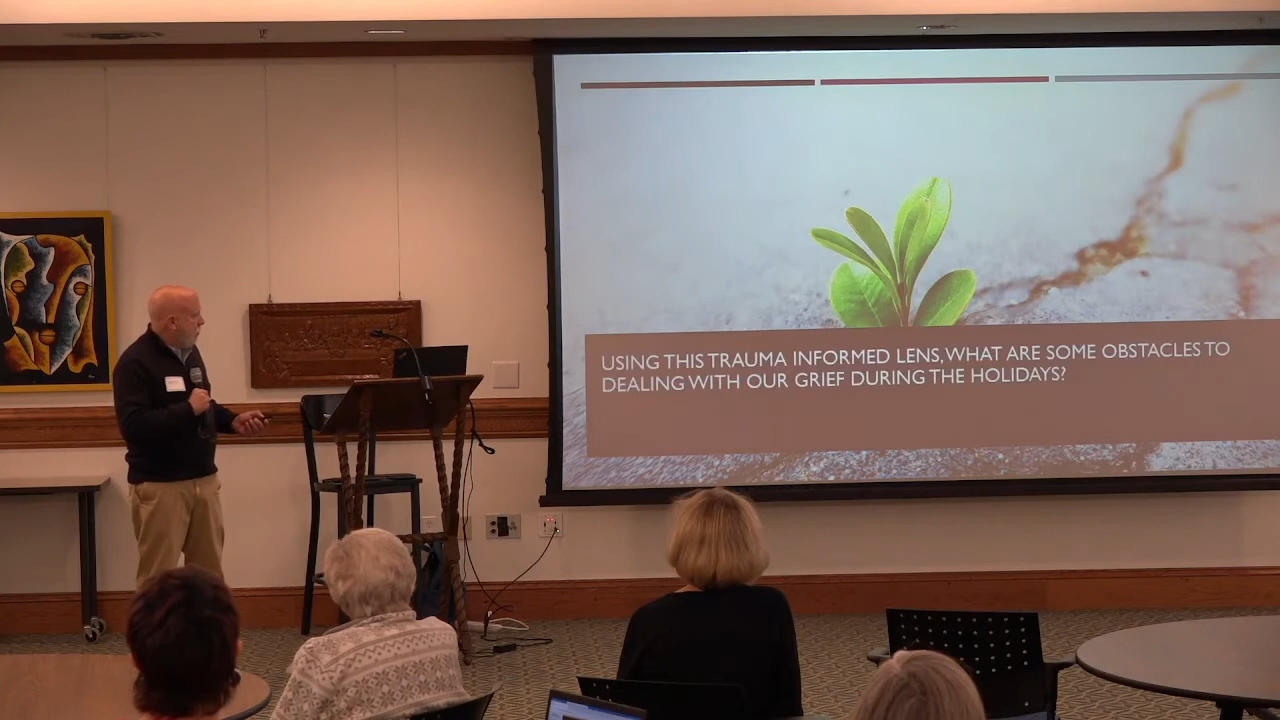 USING THIS TRAUMA INFORMED LENS, WHAT ARE SOME OBSTACLES TO
DEALING WITH OUR GRIEF DURING THE HOLIDAYS?